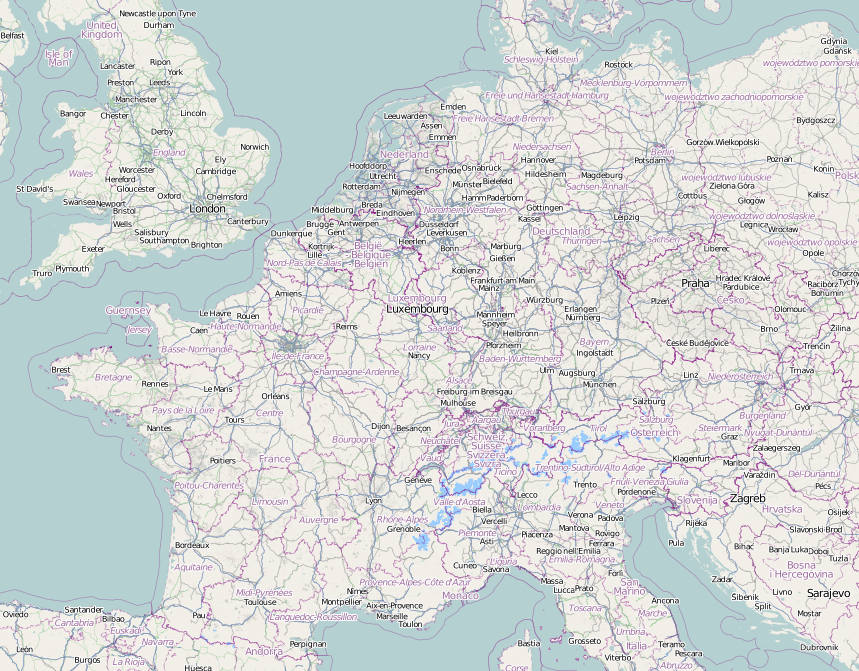 Newcastle upon Tyne
Durham
Belfast
United
Kingdom
Isle of
Man
Lancaster
Ripon
York
Preston
Leeds
Manchester
Bangor
Chester
Lincoln
Derby
England
Norwich
Ely
Wales
Worcester
Cambridge
Hereford
St David's
Gloucester
Swansea
Newport
Oxford
Chelmsford
London
Bristol
Wells
Canterbury
Salisbury
Southampton
Brighton
Exeter
Plymouth
Truro
Kiel
Schleswig-Holstein
Rostock
Mecklenburg-Vorpommern
Gdynia
Gdańsk
województwo pomorskie
województwo zachodniopomorskie
Freie und Hansestadt Hamburg
Emden
Freie Hansestadt Bremen
Leeuwarden
Assen
Emmen
Bydgoszcz
Nederland
Niedersachsen
Gorzów Wielkopolski
Berlin
Potsdam
Poznań
Hoofddorp
Utrecht
Enschede
Osnabrück
Hannover
Konin
Polska
Rotterdam
Nijmegen
Münster
Bielefeld
Hildesheim
Magdeburg
Sachsen-Anhalt
województwo lubuskie
Zielona Góra
Kalisz
Breda
Hamm
Paderborn
Cottbus
Głogów
Middelburg
Eindhoven
Nordrhein-Westfalen
Göttingen
Kassel
Leipzig
województwo dolnośląskie
Brugge
Antwerpen
Dusseldorf
Leverkusen
Legnica
Wrocław
Dunkerque
Gent
Deutschland
Thüringen
Sachsen
województwo opolskie
Kortrijk
Lille
België
Belgique
Belgien
Heerlen
Bonn
Marburg
Gießen
Liberec
Opole
Nord-Pas de Calais
Koblenz
Hradec Králové
Pardubice
Racibórz
Bohumín
Chorzów
Tychy
Frankfurt am Main
Mainz
Praha
Amiens
Luxembourg
Luxembourg
Würzburg
Česko
Guernsey
Jersey
Le Havre
Rouen
Picardie
Mannheim
Speyer
Erlangen
Nürnberg
Plzeň
Olomouc
Caen
Haute-Normandie
Reims
Saarland
Heilbronn
Brno
Žilina
Basse-Normandie
Île-de-France
Lorraine
Nancy
Pforzheim
Baden-Württemberg
Bayern
Ingolstadt
České Budějovice
Trenčín
Brest
Bretagne
Rennes
Champagne-Ardenne
Alsace
Ulm
Augsburg
München
Linz
Niederösterreich
Trnava
Le Mans
Orléans
Freiburg im Breisgau
Mulhouse
Salzburg
Győr
Pays de la Loire
Centre
Tours
Nantes
Dijon
Besançon
Jura
Aargau
Thurgau
Vorarlberg
Tirol
Salzburg
Österreich
Steiermark
Graz
Burgenland
Nyugat-Dunántúl
Bourgogne
Neuchâtel
Schweiz
Suisse
Svizzera
Svizra
Vaud
Ticino
Zalaegerszeg
Poitiers
France
Genève
Trentino-Südtirol/Alto Adige
Klagenfurt
Maribor
Del-Dunántúl
Poitou-Charentes
Limousin
Lyon
Valle d'Aosta
Lecco
Trento
Friuli-Venezia Giulia
Pordenone
Slovenija
Varaždin
Zagreb
Pécs
Biella
Lombardia
Veneto
Hrvatska
Auvergne
Rhône-Alpes
Grenoble
Vercelli
Verona
Padova
Rijeka
Osijek
Bordeaux
Piemonte
Asti
Piacenza
Mantova
Rovigo
Ferrara
Pula
Slavonski-Brod
Bihać
Banja Luka
Doboj
Tuzla
Aquitaine
Cuneo
Liguria
Savona
Reggio nell'Emilia
Emilia-Romagna
Forlì
Bosna
i Hercegovina
Midi-Pyrénées
Toulouse
Provence-Alpes-Côte d'Azur
Nîmes
Monaco
Massa
Lucca
Prato
San
Marino
Zadar
Livno
Sarajevo
Oviedo
Santander
Cantabria
Bilbao
Pau
Montpellier
Aix-en-Provence
Marseille
Toulon
Languedoc-Roussillon
Toscana
Marche
Ancona
Šibenik
Split
Mostar
León
Euskadi
Navarra
Burgos
La Rioja
Huesca
Andorra
Perpignan
Bastia
Corse
Grosseto
Umbria
Italia
Viterbo
Teramo
Pescara
Abruzzo
Dubrovnik